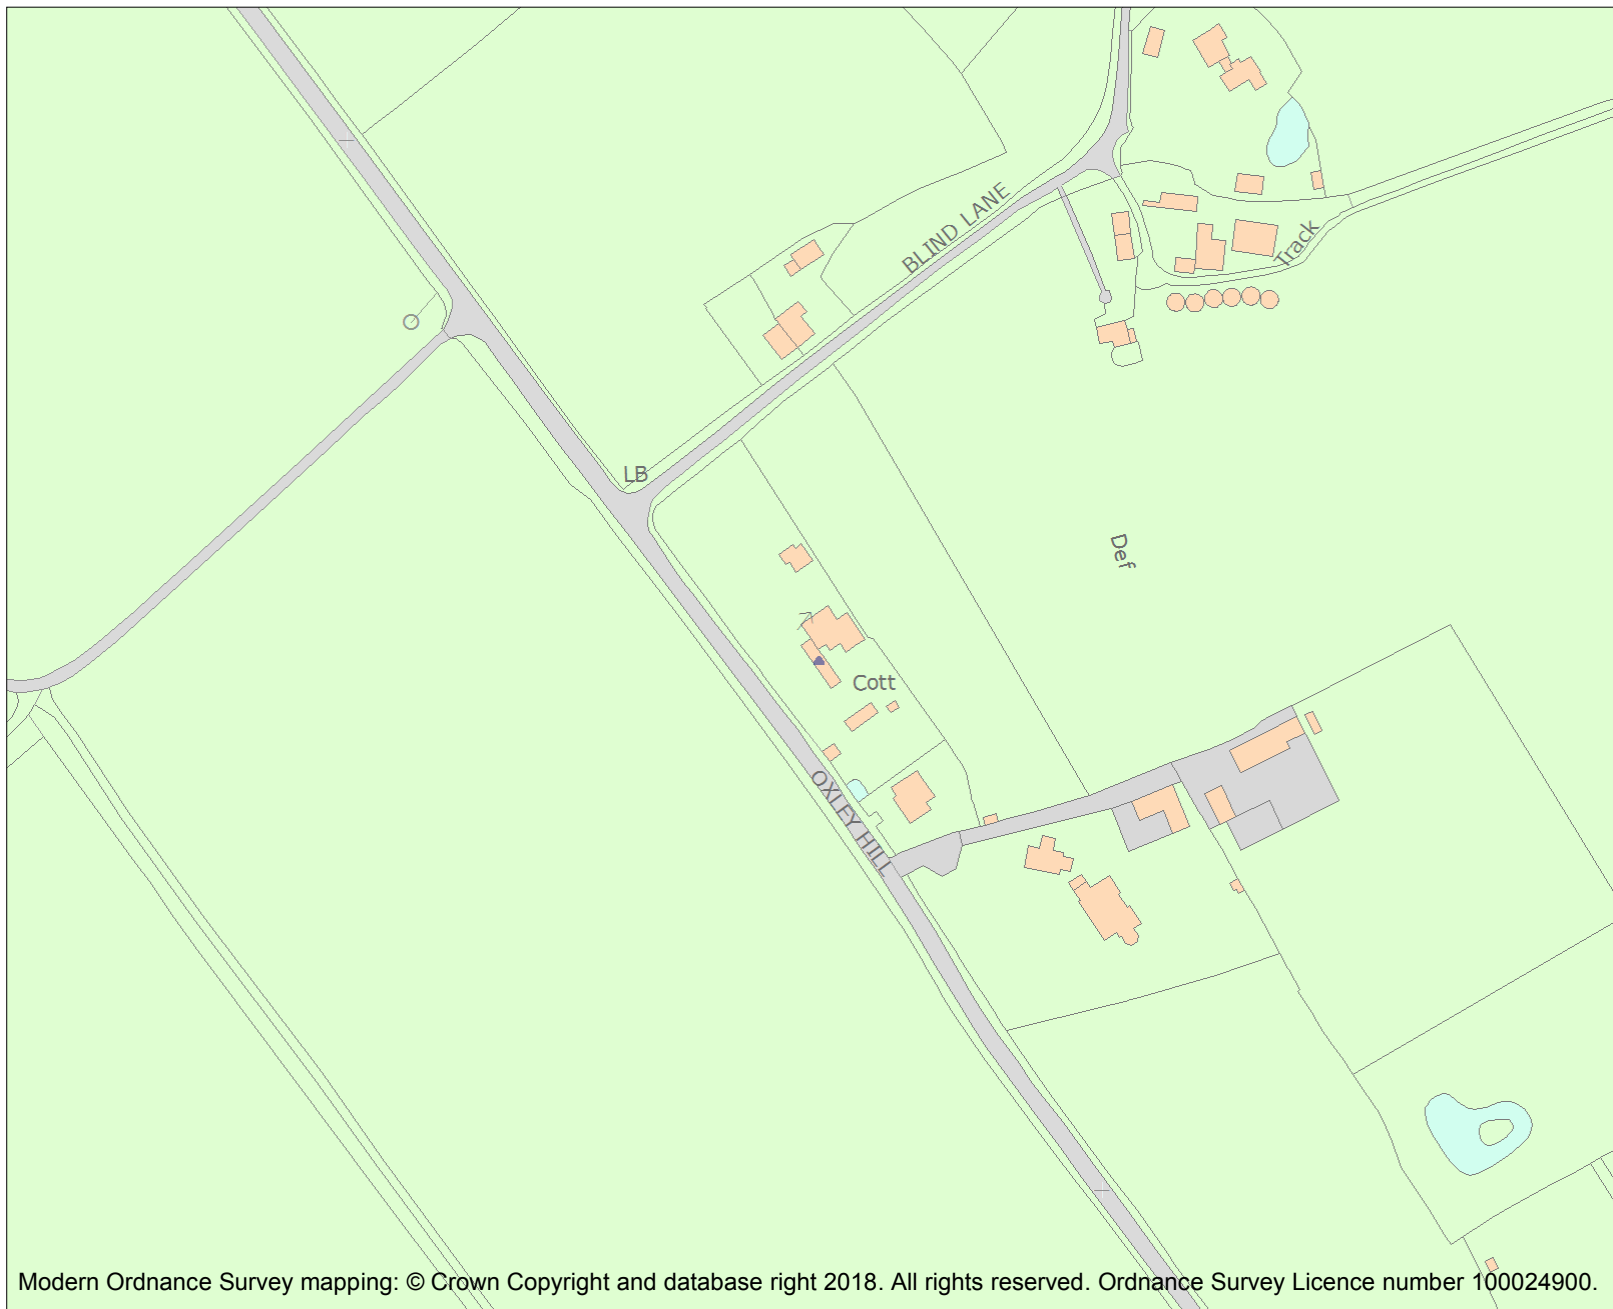 BLIND LANE
Track
LB
Def
Cott
OXLEY HILL
Modern Ordnance Survey mapping: © Crown Copyright and database right 2018. All rights reserved. Ordnance Survey Licence number 100024900.